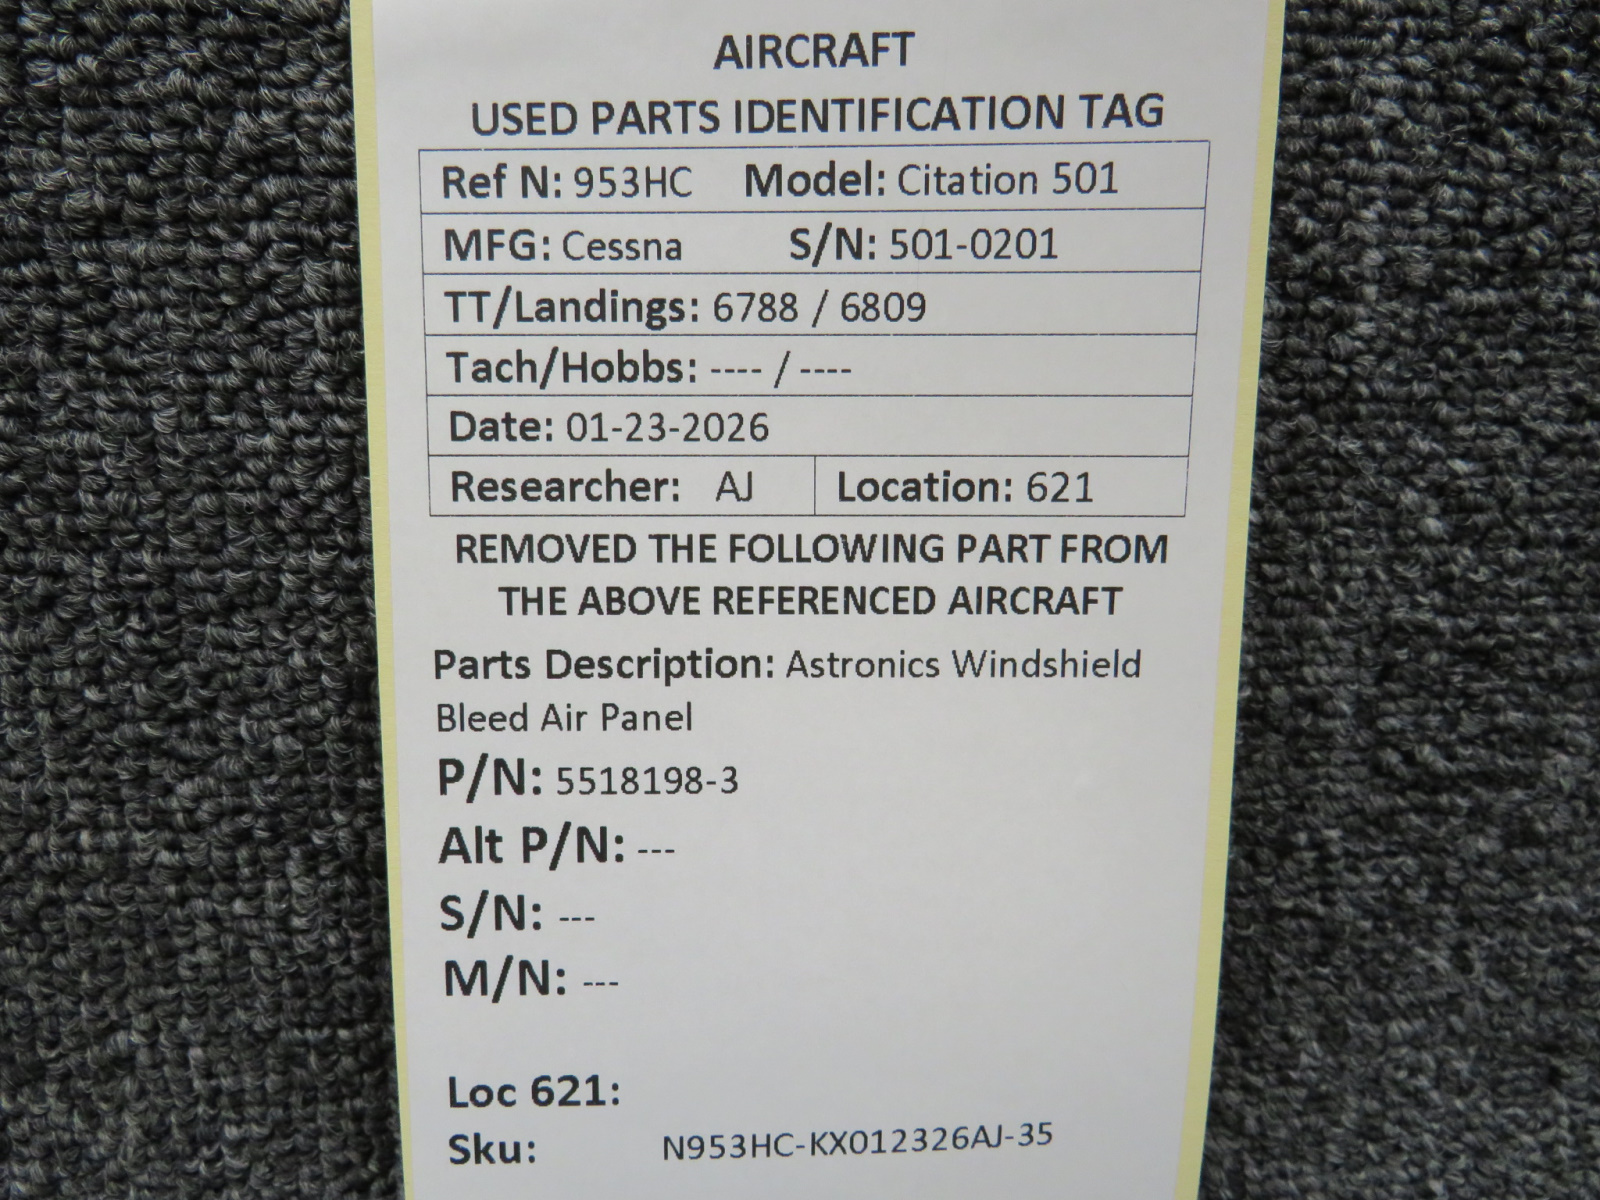 AIRCRAFT
USED PARTS IDENTIFICATION TAG
Ref N: 953HC Model: Citation 501
MFG: Cessna S/N: 501-0201
TT/Landings: 6788 / 6809
Tach/Hobbs: ---- / ----
Date: 01-23-2026
Researcher: AJ Location: 621
REMOVED THE FOLLOWING PART FROM
THE ABOVE REFERENCED AIRCRAFT
Parts Description: Astronics Windshield
Bleed Air Panel
P/N: 5518198-3
Alt P/N: ---
S/N: ---
M/N: ---
Loc 621:
Sku: N953HC-KX012326AJ-35